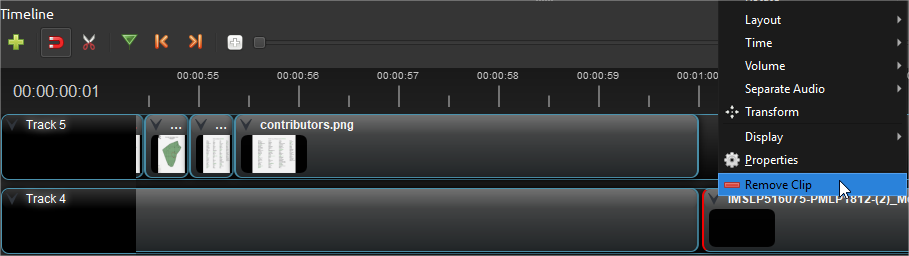 Timeline
Layout
Time
Volume
Separate Audio
Transform
Display
Properties
Remove Clip
00:00:00:01
00:00:55
00:00:56
00:00:57
00:00:58
00:00:59
00:01:00
Track 5
...
...
contributors.png
Track 4
IMSLP516075-PMLP1812-(2)_M